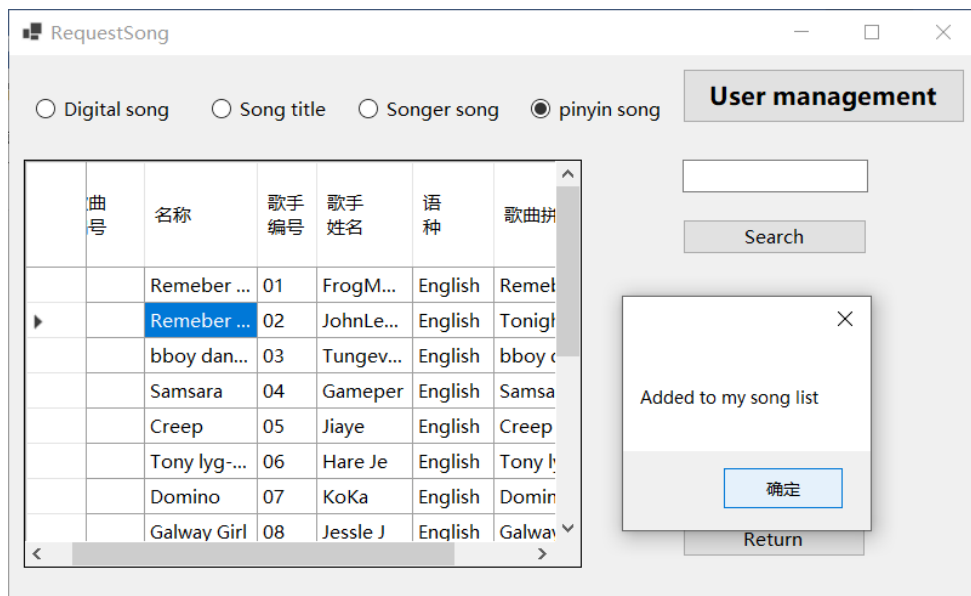 RequestSong
Digital song Song title Songer song pinyin song User management
曲 名称 歌手 歌手 语 歌曲拼
号 编号 姓名 种
Search
Remeber ... 01 FrogM... English Remeb
Remeber ... 02 JohnLe... English Tonigh
bboy dan... 03 Tungev... English bboy d
Samsara 04 Gameper English Samsa
Added to my song list
Creep 05 Jiaye English Creep
Tony lyg-... 06 Hare Je English Tony ly
Domino 07 KoKa English Domin
确定
Galway Girl 08 Jessle J English Galway
Return